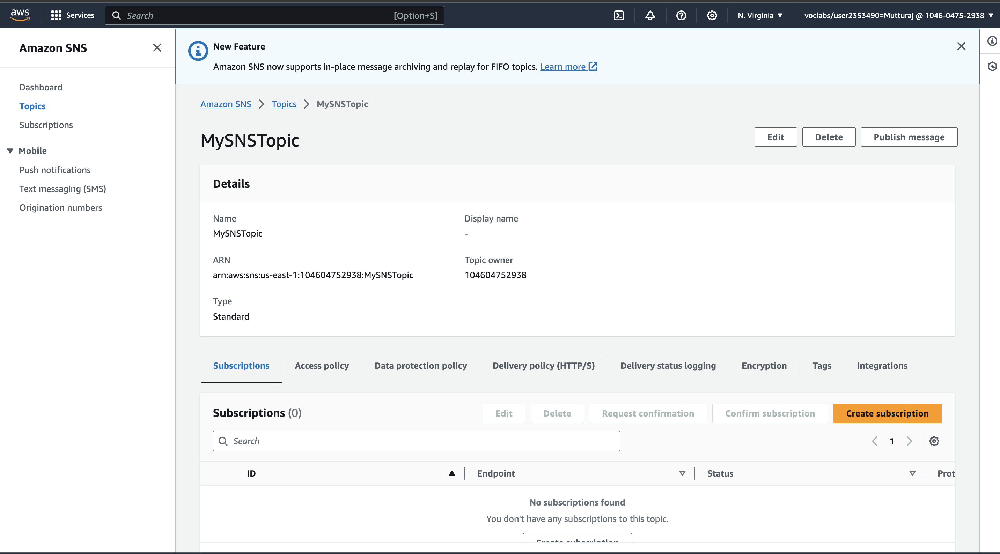 aws
Services
Search [Option+S]
N. Virginia
voclabs/user2353490=Mutturaj @ 1046-0475-2938
Amazon SNS
Dashboard
Topics
Subscriptions
Mobile
Push notifications
Text messaging (SMS)
Origination numbers
New Feature
Amazon SNS now supports in-place message archiving and replay for FIFO topics. Learn more
Amazon SNS > Topics > MySNSTopic
MySNSTopic
Edit
Delete
Publish message
Details
Name
MySNSTopic
ARN
arn:aws:sns:us-east-1:104604752938:MySNSTopic
Type
Standard
Display name
-
Topic owner
104604752938
Subscriptions
Access policy
Data protection policy
Delivery policy (HTTP/S)
Delivery status logging
Encryption
Tags
Integrations
Subscriptions (0)
Edit
Delete
Request confirmation
Confirm subscription
Create subscription
Search
1
ID
Endpoint
Status
Prot
No subscriptions found
You don't have any subscriptions to this topic.
Create subscription